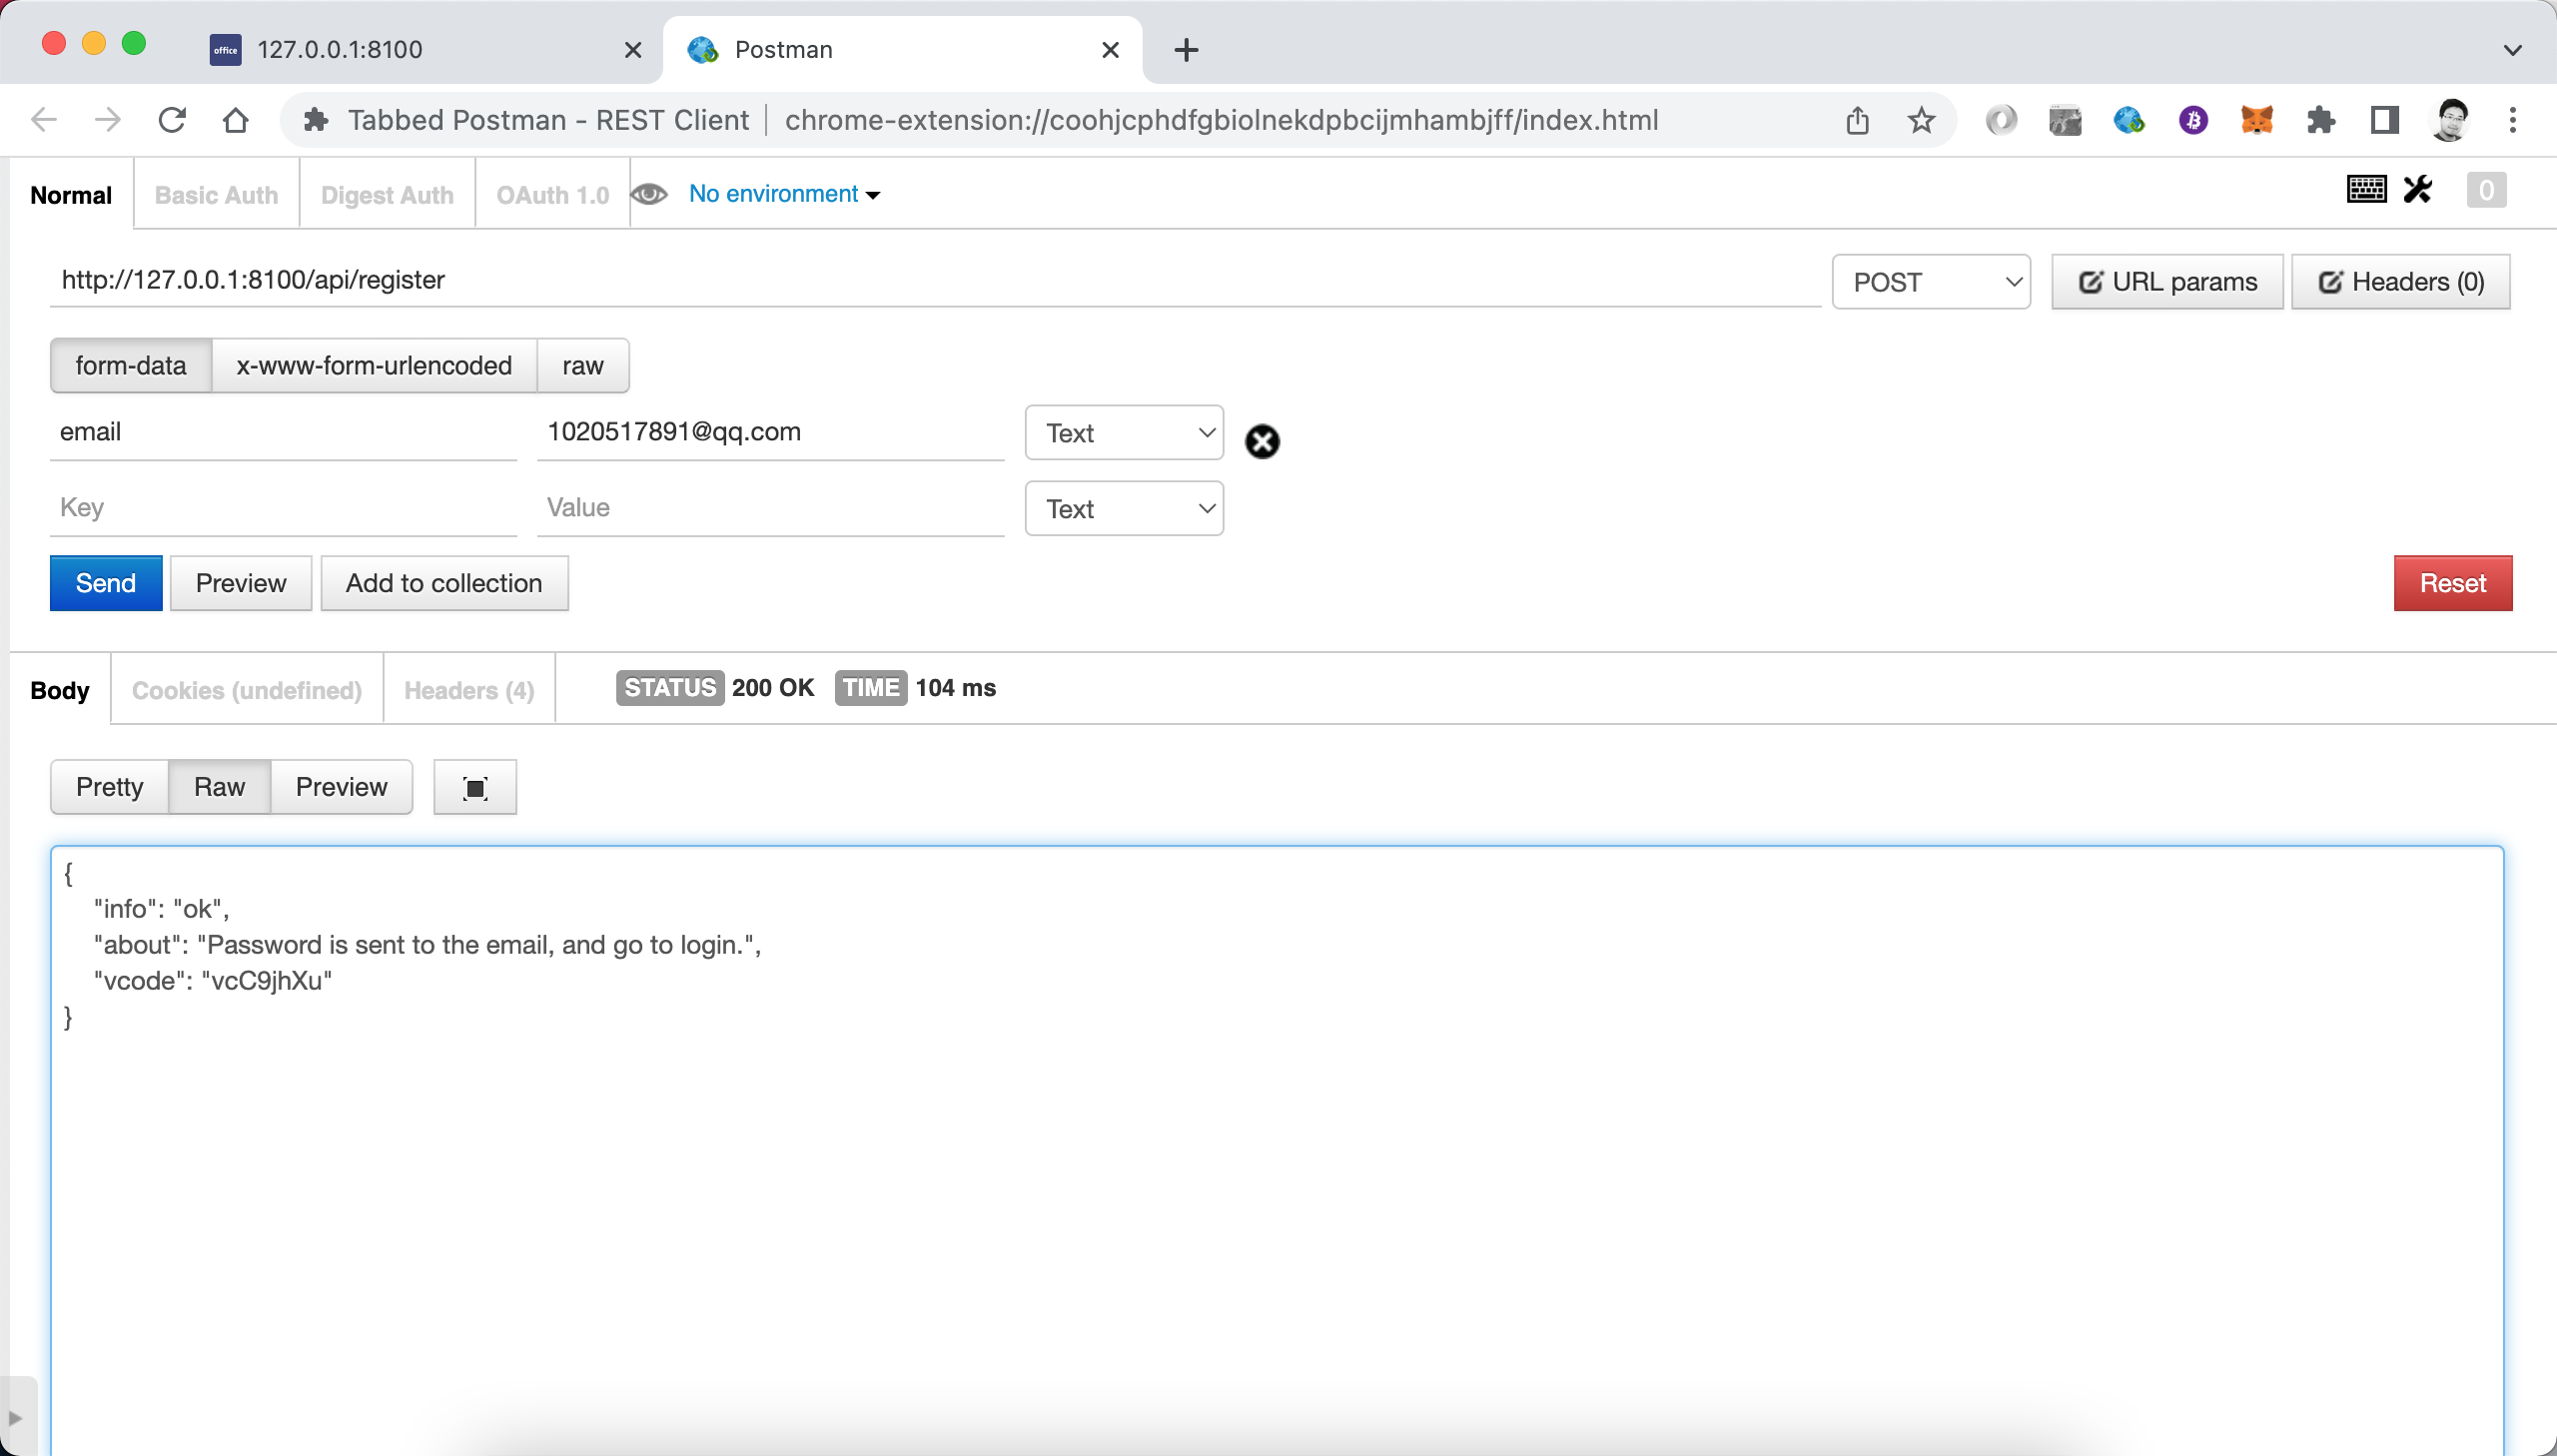 office 127.0.0.1:8100 Postman
Tabbed Postman - REST Client chrome-extension://coohjcphdfgbiolnekdpbcijmhambjff/index.html
Normal Basic Auth Digest Auth OAuth 1.0 No environment 0
http://127.0.0.1:8100/api/register POST URL params Headers (0)
form-data x-www-form-urlencoded raw
email 1020517891@qq.com Text
Key Value Text
Send Preview Add to collection Reset
Body Cookies (undefined) Headers (4) STATUS 200 OK TIME 104 ms
Pretty Raw Preview
{
"info": "ok",
"about": "Password is sent to the email, and go to login.",
"vcode": "vcC9jhXu"
}